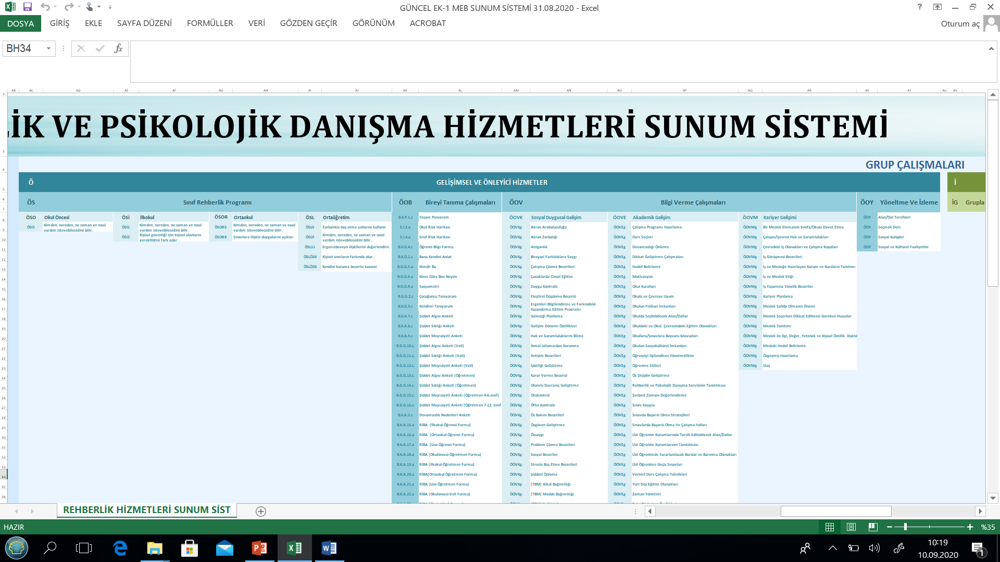 GÜNCEL EK-1 MEB SUNUM SİSTEMİ 31.08.2020 - Excel
DOSYA GİRİŞ EKLE SAYFA DÜZENİ FORMÜLLER VERİ GÖZDEN GEÇİR GÖRÜNÜM ACROBAT Oturum aç
BH34
AB AC AD AE AF AG AH AI AJ AK AL AM AN AO AP AQ AR AS AT AU AV
İK VE PSİKOLOJİK DANIŞMA HİZMETLERİ SUNUM SİSTEMİ
GRUP ÇALIŞMALARI
Ö GELİŞİMSEL VE ÖNLEYİCİ HİZMETLER İ
ÖS Sınıf Rehberlik Programı ÖOB Bireyi Tanıma Çalışmaları ÖOV Bilgi Verme Çalışmaları ÖOY Yöneltme Ve İzleme İG Grupla
ÖSO Okul Öncesi ÖSİ İlkokul ÖSOR Ortaokul ÖSL Ortaöğretim B.K.P.1.c Yaşam Pencerem ÖOVK Sosyal Duygusal Gelişim ÖOVE Akademik Gelişim ÖOVM Kariyer Gelişimi ÖOY Alan/Dal Tercihleri
ÖSO Kimden, nereden, ne zaman ve nasıl vardım istevebileceğini bilir. ÖSİ1 Kimden, nereden, ne zaman ve nasıl vardım istevebileceğini bilir. ÖSOR5 Kimden, nereden, ne zaman ve nasıl vardım istevebileceğini bilir. ÖSL9 Zorbalıkla baş etme yollarını kullanır S.İ.2.a Okul Risk Haritası ÖOVKg Akran Arabuluculuğu ÖOVEg Çalışma Programı Hazırlama ÖOVMg Bir Meslek Elemanını Sınıfa/Okula Davet Etme ÖOY Seçmeli Ders
ÖSİ2 Kişisel güvenliği için kişisel alanların gerekliliğini fark eder ÖSOR8 Sınavlara ilişkin duygularını açıklar. ÖSL9 Kimden, nereden, ne zaman ve nasıl vardım istevebileceğini bilir. S.İ.4.a Sınıf Risk Haritası ÖOVKg Akran Zorbalığı ÖOVEg Ders Seçimi ÖOVMg Çalışan/İşveren Hak ve Sorumlulukları ÖOY Sosyal Kulüpler
ÖSL11 Ergen-ebeveyn ilişkilerini değerlendirir. B.K.G.4.c Öğrenci Bilgi Formu ÖOVKg Atılganlık ÖOVEg Devamsızlığı Önleme ÖOVMg Çevredeki İş Olanakları ve Çalışma Koşulları ÖOY Sosyal ve Kültürel Faaliyetler
ÖSLÖ34 Kişisel sınırların farkında olur. B.K.O.1.c Bana Kendini Anlat ÖOVKg Bireysel Farklılıklara Saygı ÖOVEg Dikkat Geliştirme Çalışmaları ÖOVMg İş Görüşmesi Becerileri
ÖSLÖ35 Kendini koruma becerisi kazanır B.G.G.5.a Kimdir Bu ÖOVKg Çatışma Çözme Becerileri ÖOVEg Hedef Belirleme ÖOVMg İş ve Mesleğe Hazırlayan Kurum ve Kursların Tanıtımı
B.G.G.6.a Kime Göre Ben Neyim ÖOVKg Çocuklarda Cinsel Eğitim ÖOVEg Motivasyon ÖOVMg İş ve Meslek Etiği
B.G.G.9.a Sosyometri ÖOVKg Duygu Kontrolü ÖOVEg Okul Kuralları ÖOVMg İş Yaşamına Yönelik Beceriler
B.G.G.2.c Çocuğumu Tanıyorum ÖOVKg Eleştirel Düşünme Becerisi ÖOVEg Okula ve Çevreye Uyum ÖOVMg Kariyer Planlama
B.K.G.3.c Kendimi Tanıyorum ÖOVKg Ergenleri Bilgilendirme ve Farkındalık Kazandırma Eğitim Programı ÖOVEg Okulun Fiziksel İmkanları ÖOVMg Meslek Sahibi Olmanın Önemi
B.K.A.7.c Şiddet Algısı Anketi ÖOVKg Geleceği Planlama ÖOVEg Okulda Seçilebilecek Alan/Dallar ÖOVMg Meslek Seçerken Dikkat Edilmesi Gereken Hususlar
B.K.A.8.c Şiddet Sıklığı Anketi ÖOVKg Gelişim Dönemi Özellikleri ÖOVEg Okuldaki ve Okul Çevresindeki Eğitim Olanakları ÖOVMg Meslek Tanıtımı
B.K.A.9.c Şiddet Meşruiyeti Anketi ÖOVKg Hak ve Sorumluluklarını Bilme ÖOVEg Okullara/Sınavlara Başvuru Kılavuzları ÖOVMg Meslek ile İlgi, Değer, Yetenek ve Kişisel Özellik İlişkisi
B.G.G.10.c. Şiddet Algısı Anketi (Veli) ÖOVKg İhmal İstismardan Korunma ÖOVEg Okulun Sosyokültürel İmkanları ÖOVMg Mesleki Hedef Belirleme
B.G.G.11.c. Şiddet Sıklığı Anketi (Veli) ÖOVKg İletişim Becerileri ÖOVEg Öğrenciyi İlgilendiren Yönetmelikler ÖOVMg Özgeçmiş Hazırlama
B.G.G.12.c. Şiddet Meşruiyeti Anketi (Veli) ÖOVKg İşbirliği Geliştirme ÖOVEg Öğrenme Stilleri ÖOVMg Staj
B.G.G.13.c. Şiddet Algısı Anketi (Öğretmen) ÖOVKg Karar Verme Becerisi ÖOVEg Öz Disiplin Geliştirme
B.G.G.14.c. Şiddet Sıklığı Anketi (Öğretmen) ÖOVKg Olumlu Davranış Geliştirme ÖOVEg Rehberlik ve Psikolojik Danışma Servisinin Tanıtılması
B.G.G.15.c. Şiddet Meşruiyeti Anketi (Öğretmen 4-6.sınıf) ÖOVKg Otokontrol ÖOVEg Serbest Zamanı Değerlendirme
B.G.G.16.c. Şiddet Meşruiyeti Anketi (Öğretmen 7-12. Sınıf ÖOVKg Öfke Kontrolü ÖOVEg Sınav Kaygısı
B.K.A.2.c Devamsızlık Nedenleri Anketi ÖOVKg Öz Bakım Becerileri ÖOVEg Sınavda Başarılı Olma Stratejileri
B.K.A.15.a RİBA (İlkokul-Öğrenci Formu) ÖOVKg Özgüven Geliştirme ÖOVEg Sınavlarda Başarılı Olma Ve Çalışma Yolları
B.K.A.16.a RİBA (Ortaokul-Öğrenci Formu) ÖOVKg Özsaygı ÖOVEg Üst Öğrenim Kurumlarında Tercih Edilebilecek Alan/Dallar
B.K.A.17.a RİBA (Lise-Öğrenci Formu) ÖOVKg Problem Çözme Becerileri ÖOVEg Üst Öğrenim Kurumlarının Tanıtılması
B.K.A.18.a RİBA (Okulöncesi-Öğretmen Formu) ÖOVKg Sosyal Beceriler ÖOVEg Üst Öğrenimde Yararlanılacak Burslar ve Barınma Olanakları
B.K.A.19.a RİBA (İlkokul-Öğretmen Formu) ÖOVKg Stresle Baş Etme Becerileri ÖOVEg Üst Öğrenime Geçiş Sınavları
B.K.A.20.a RİBA(Ortaokul-Öğretmen Formu) ÖOVKg Şiddeti Önleme ÖOVEg Verimli Ders Çalışma Teknikleri
B.K.A.21.a RİBA (Lise-Öğretmen Formu) ÖOVKg (TBM) Alkol Bağımlılığı ÖOVEg Yurt Dışı Eğitim Olanakları
B.K.A.22.a RİBA (Okulöncesi-Veli Formu) ÖOVKg (TBM) Madde Bağımlılığı ÖOVEg Zaman Yönetimi
REHBERLİK HİZMETLERİ SUNUM SİST
HAZIR %35
10:19
10.09.2020
1